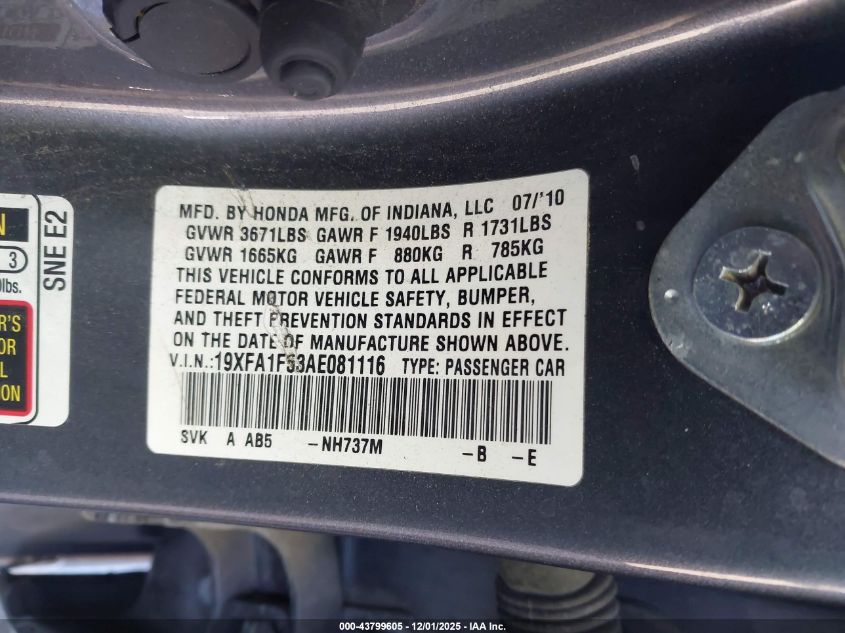 MFD. BY HONDA MFG. OF INDIANA, LLC 07/'10
GVWR 3671LBS GAWR F 1940LBS R 1731LBS
GVWR 1665KG GAWR F 880KG R 785KG
THIS VEHICLE CONFORMS TO ALL APPLICABLE
FEDERAL MOTOR VEHICLE SAFETY, BUMPER,
AND THEFT PREVENTION STANDARDS IN EFFECT
ON THE DATE OF MANUFACTURE SHOWN ABOVE.
V.I.N.: 19XFA1F53AE081116 TYPE: PASSENGER CAR
SVK A AB5 -NH737M -B -E
SNE E2
N
3
lbs.
R'S
OR
L
ION
000-43799605 - 12/01/2025 - IAA Inc.